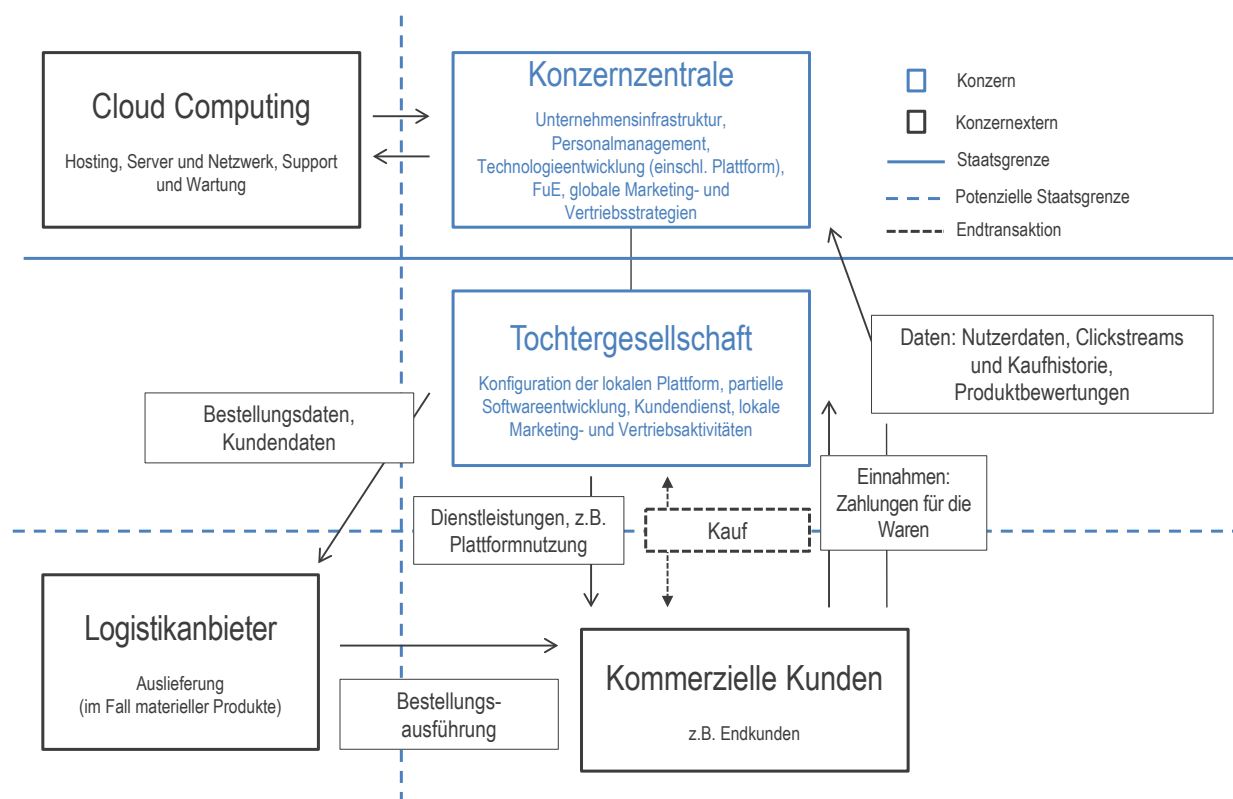 Cloud Computing
Hosting, Server und Netzwerk, Support
und Wartung
Konzernzentrale
Unternehmensinfrastruktur,
Personalmanagement,
Technologieentwicklung (einschl. Plattform),
FuE, globale Marketing- und
Vertriebsstrategien
Konzern
Konzernextern
Staatsgrenze
Potenzielle Staatsgrenze
Endtransaktion
Tochtergesellschaft
Konfiguration der lokalen Plattform, partielle
Softwareentwicklung, Kundendienst, lokale
Marketing- und Vertriebsaktivitäten
Daten: Nutzerdaten, Clickstreams
und Kaufhistorie,
Produktbewertungen
Bestellungsdaten,
Kundendaten
Dienstleistungen, z.B.
Plattformnutzung
Kauf
Einnahmen:
Zahlungen für die
Waren
Logistikanbieter
Auslieferung
(im Fall materieller Produkte)
Bestellungs-
ausführung
Kommerzielle Kunden
z.B. Endkunden